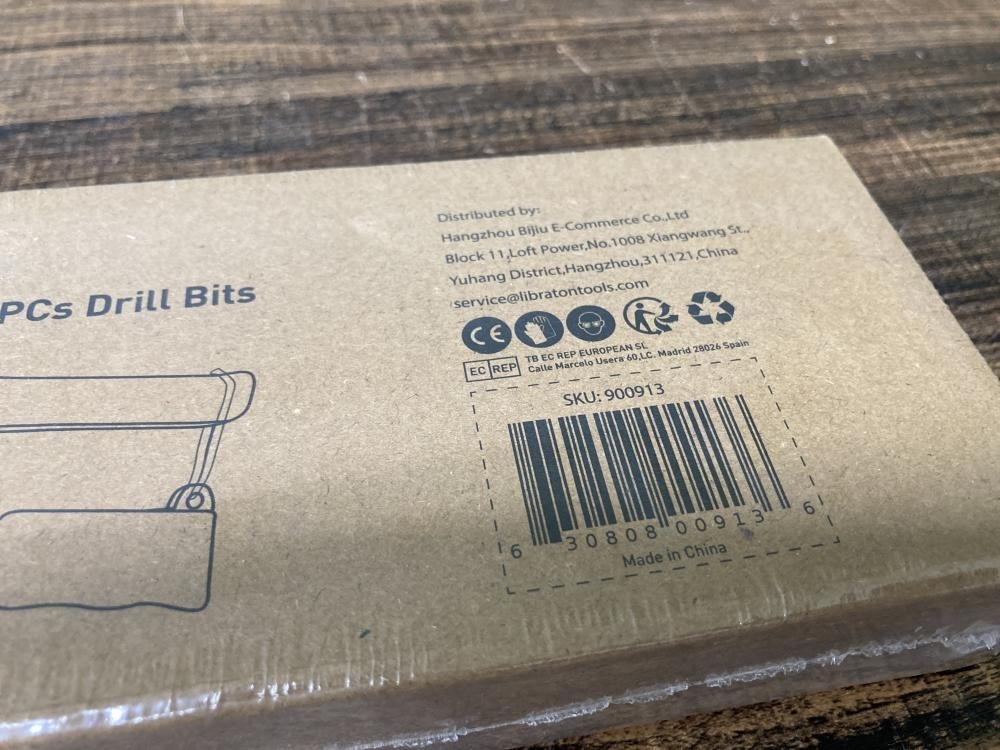 PCs Drill Bits
Distributed by:
Hangzhou Bijiu E-Commerce Co.,Ltd
Block 11,Loft Power,No.1008 Xiangwang St.,
Yuhang District,Hangzhou,311121,China
service@libratontools.com
CE
EC REP
TB EC REP EUROPEAN SL
Calle Marcelo Usera 60,LC. Madrid 28026 Spain
SKU: 900913
6 30808 00913 6
Made in China